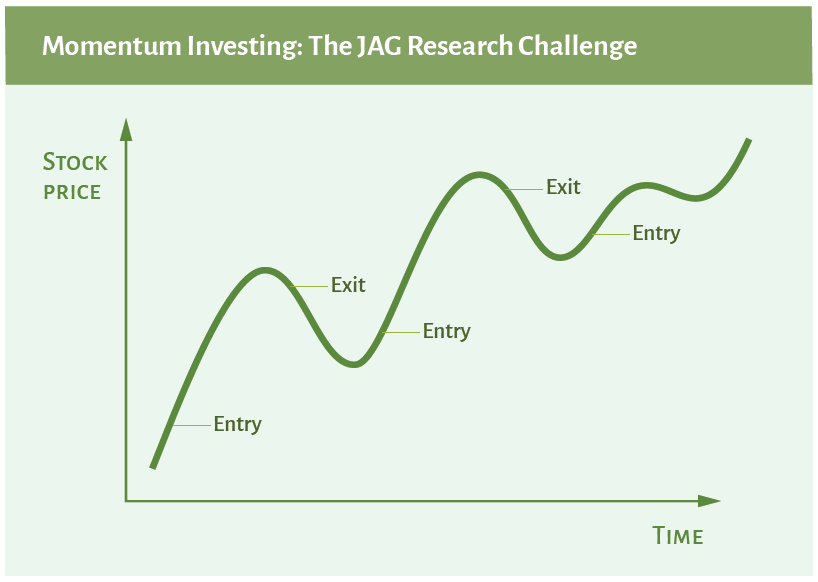 Momentum Investing: The JAG Research Challenge
Stock
price
Exit
Entry
Exit
Entry
Entry
Time